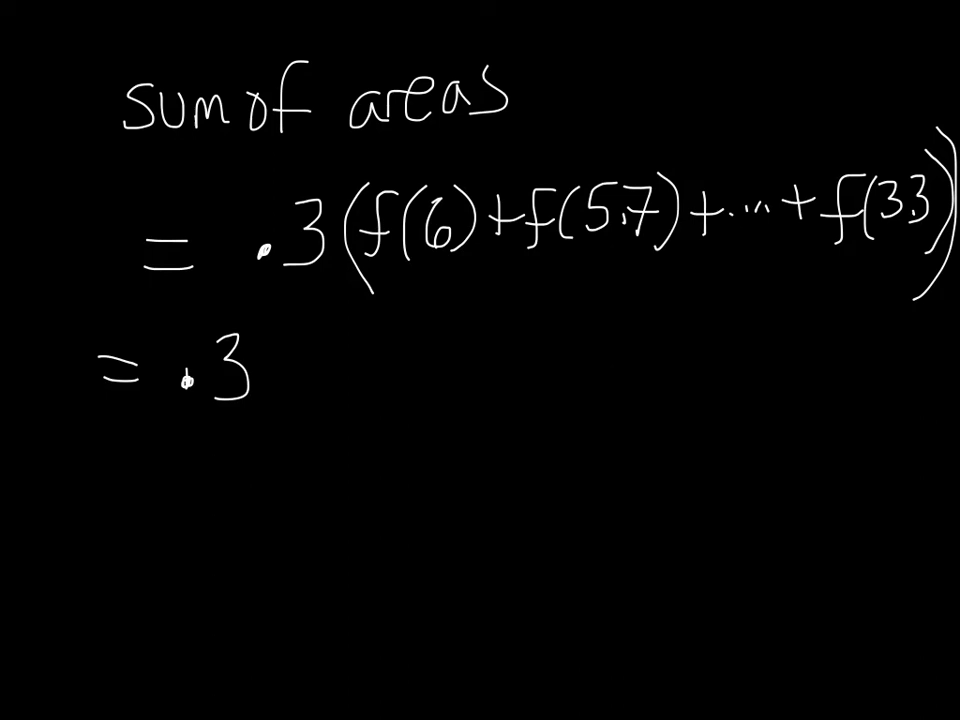 sum of areas
= .3(f(6)+f(5.7)+...+f(3.3))
= .3